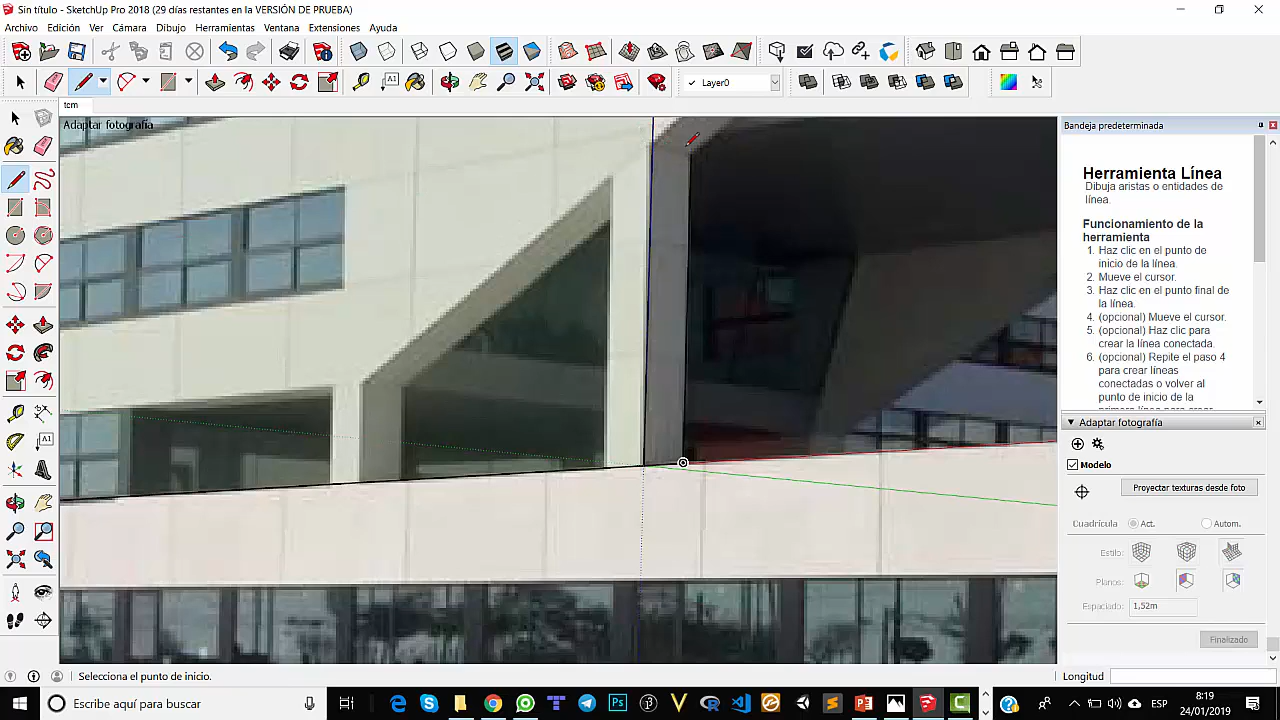 Sin título - SketchUp Pro 2018 (29 días restantes en la VERSIÓN DE PRUEBA)
Archivo Edición Ver Cámara Dibujo Herramientas Ventana Extensiones Ayuda
A1
Layer0
tcm
Adaptar fotografía
Bandeja predeterminada
Herramienta Línea
Dibuja aristas o entidades de
línea.
Funcionamiento de la
herramienta
1. Haz clic en el punto de
inicio de la línea.
2. Mueve el cursor.
3. Haz clic en el punto final de
la línea.
4. (opcional) Mueve el cursor.
5. (opcional) Haz clic para
crear la línea conectada.
6. (opcional) Repite el paso 4
para crear líneas
conectadas o volver al
punto de inicio de la
Adaptar fotografía
Modelo
Proyectar texturas desde foto
Cuadrícula Act. Autom.
Estilo:
Planos:
Espaciado: 1,52m
Finalizado
A1
Selecciona el punto de inicio.
Longitud
Escribe aquí para buscar
Ps
ESP
8:19
24/01/2019